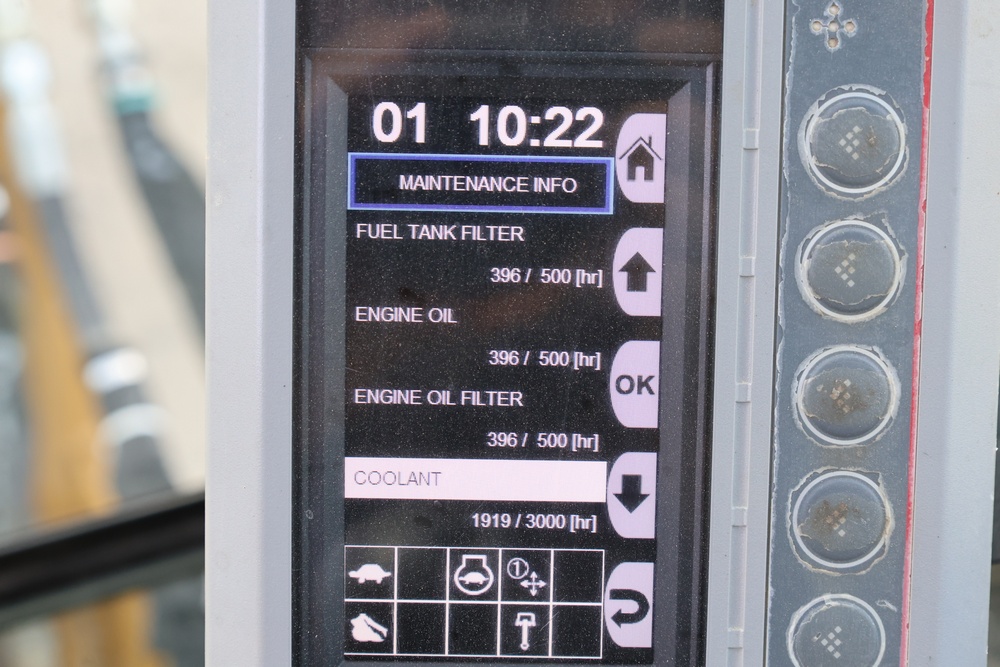 01 10:22
MAINTENANCE INFO
FUEL TANK FILTER
396 / 500 [hr]
ENGINE OIL
396 / 500 [hr]
OK
ENGINE OIL FILTER
396 / 500 [hr]
COOLANT
1919 / 3000 [hr]
1